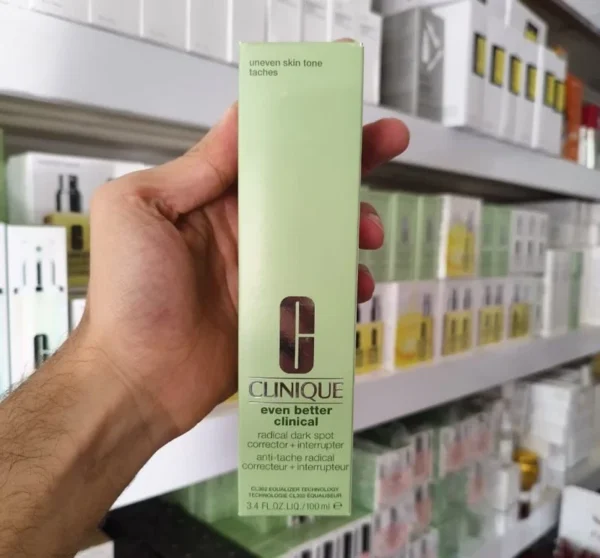 uneven skin tone
taches
CLINIQUE
even better
clinical
radical dark spot
corrector + interrupter
anti-tache radical
correcteur + interrupteur
CL302 EQUALIZER TECHNOLOGY
TECHNOLOGIE CL302 ÉQUALISEUR
3.4 FL.OZ.LIQ./100 ml ℮